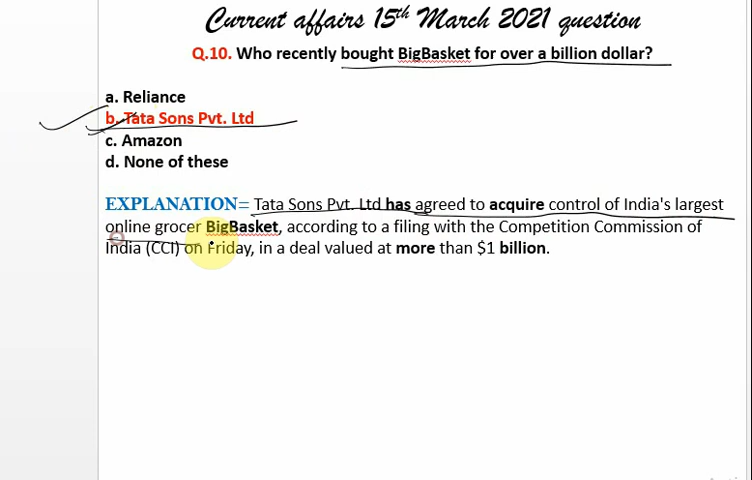 Current affairs 15th March 2021 question
Q.10. Who recently bought BigBasket for over a billion dollar?
a. Reliance
b. Tata Sons Pvt. Ltd
c. Amazon
d. None of these
EXPLANATION= Tata Sons Pvt. Ltd has agreed to acquire control of India's largest
online grocer BigBasket, according to a filing with the Competition Commission of
India (CCI) on Friday, in a deal valued at more than $1 billion.